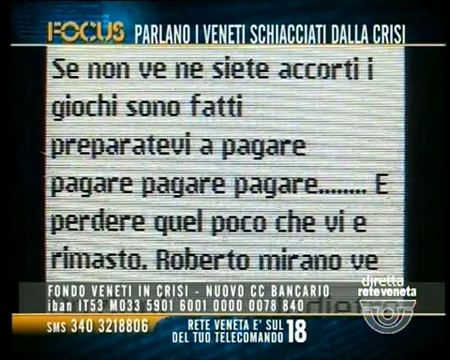 FOCUS PARLANO I VENETI SCHIACCIATI DALLA CRISI
Se non ve ne siete accorti i
giochi sono fatti
preparatevi a pagare
pagare pagare pagare........ E
perdere quel poco che vi e
rimasto. Roberto mirano ve
diretta
reteveneta
FONDO VENETI IN CRISI - NUOVO CC BANCARIO
iban IT53 M033 5901 6001 0000 0078 840
dirett
SMS 340 3218806
RETE VENETA E' SUL
DEL TUO TELECOMANDO 18